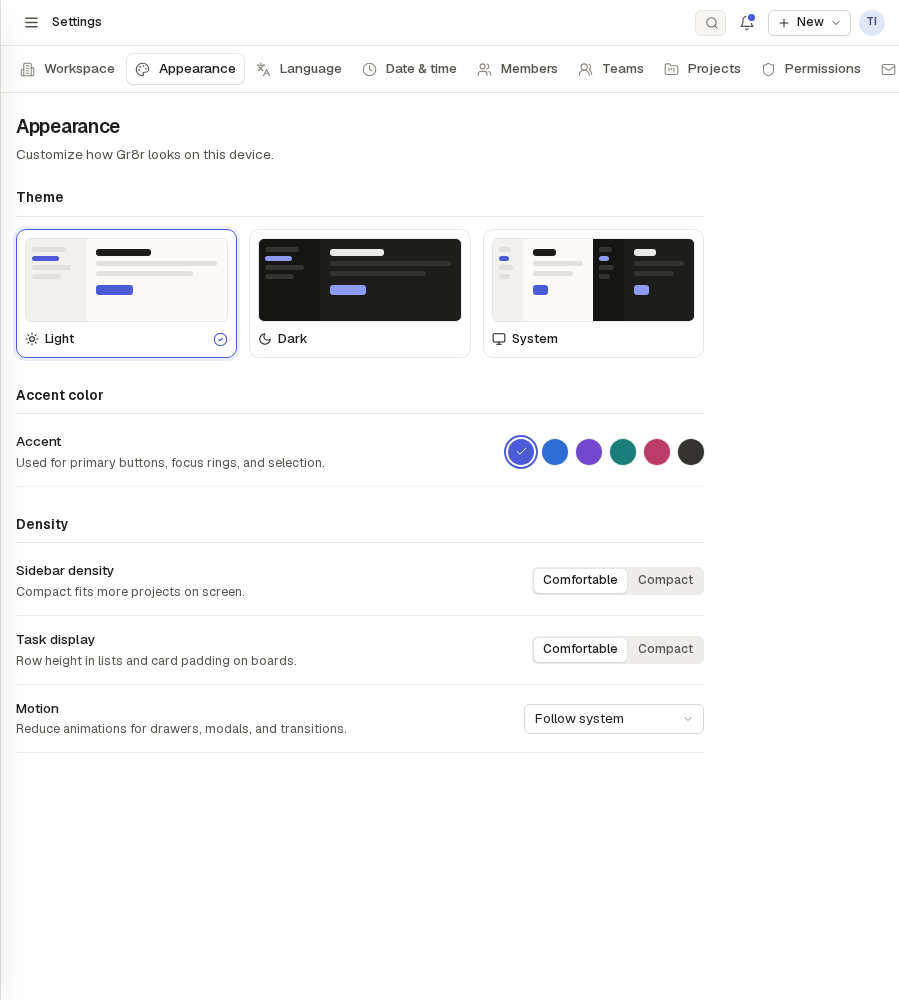 Settings
New
TI
Workspace
Appearance
Language
Date & time
Members
Teams
Projects
Permissions
Appearance
Customize how Gr8r looks on this device.
Theme
Light
Dark
System
Accent color
Accent
Used for primary buttons, focus rings, and selection.
Density
Sidebar density
Compact fits more projects on screen.
Comfortable
Compact
Task display
Row height in lists and card padding on boards.
Comfortable
Compact
Motion
Reduce animations for drawers, modals, and transitions.
Follow system